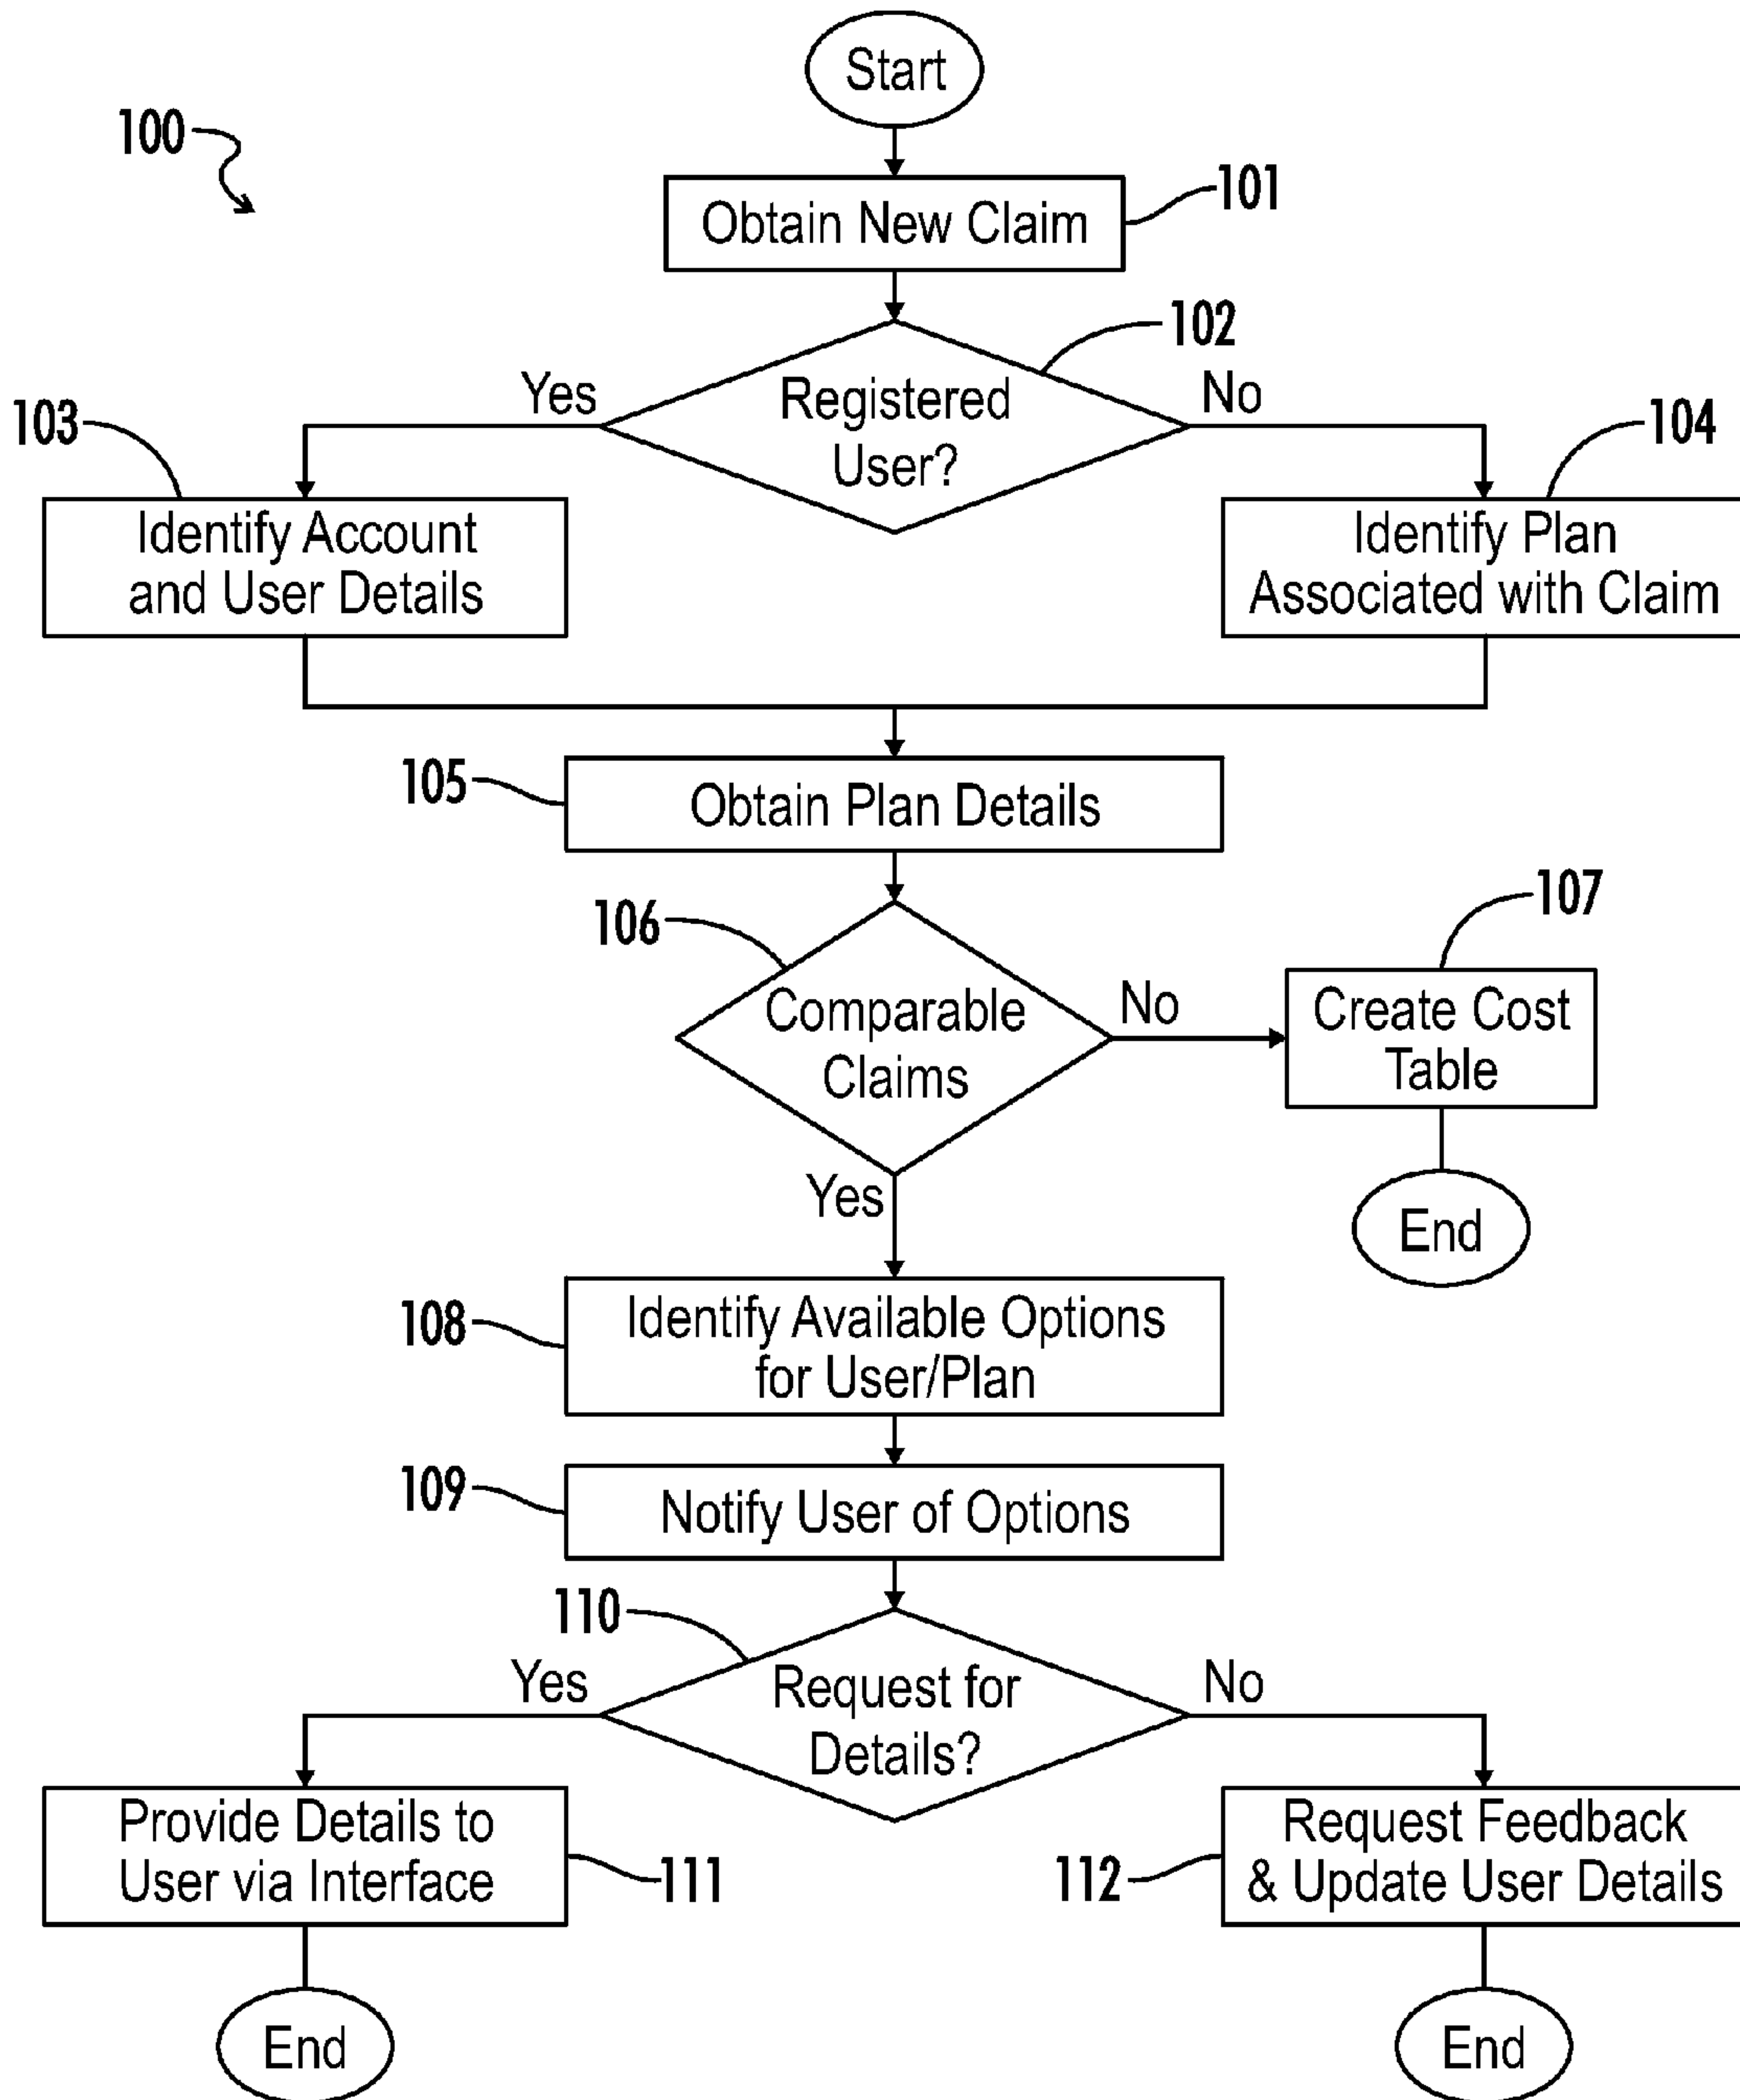 Start
100
Obtain New Claim
101
102
Registered
User?
Yes
No
103
104
Identify Account
and User Details
Identify Plan
Associated with Claim
105
Obtain Plan Details
106
Comparable
Claims
No
107
Create Cost
Table
End
Yes
108
Identify Available Options
for User/Plan
109
Notify User of Options
110
Request for
Details?
Yes
No
Provide Details to
User via Interface
111
112
Request Feedback
& Update User Details
End
End